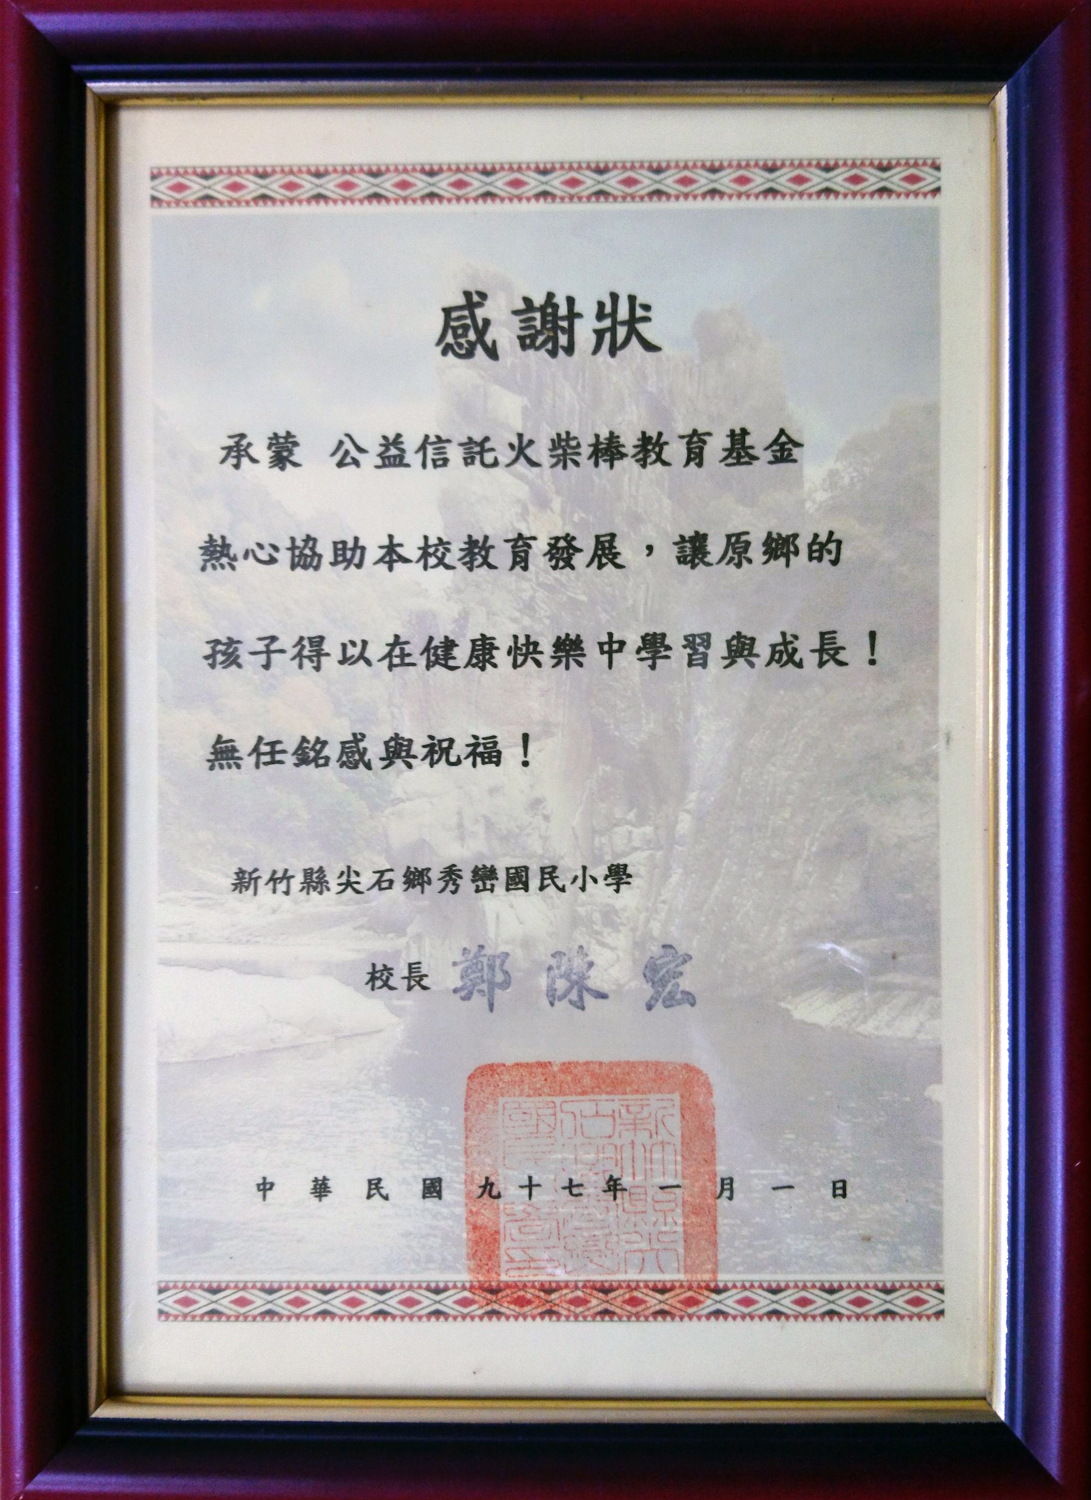 感謝狀
承蒙 公益信託火柴棒教育基金
熱心協助本校教育發展，讓原鄉的
孩子得以在健康快樂中學習與成長！
無任銘感與祝福！
新竹縣尖石鄉秀巒國民小學
校長 鄭陳宏
中華民國九十七年一月一日